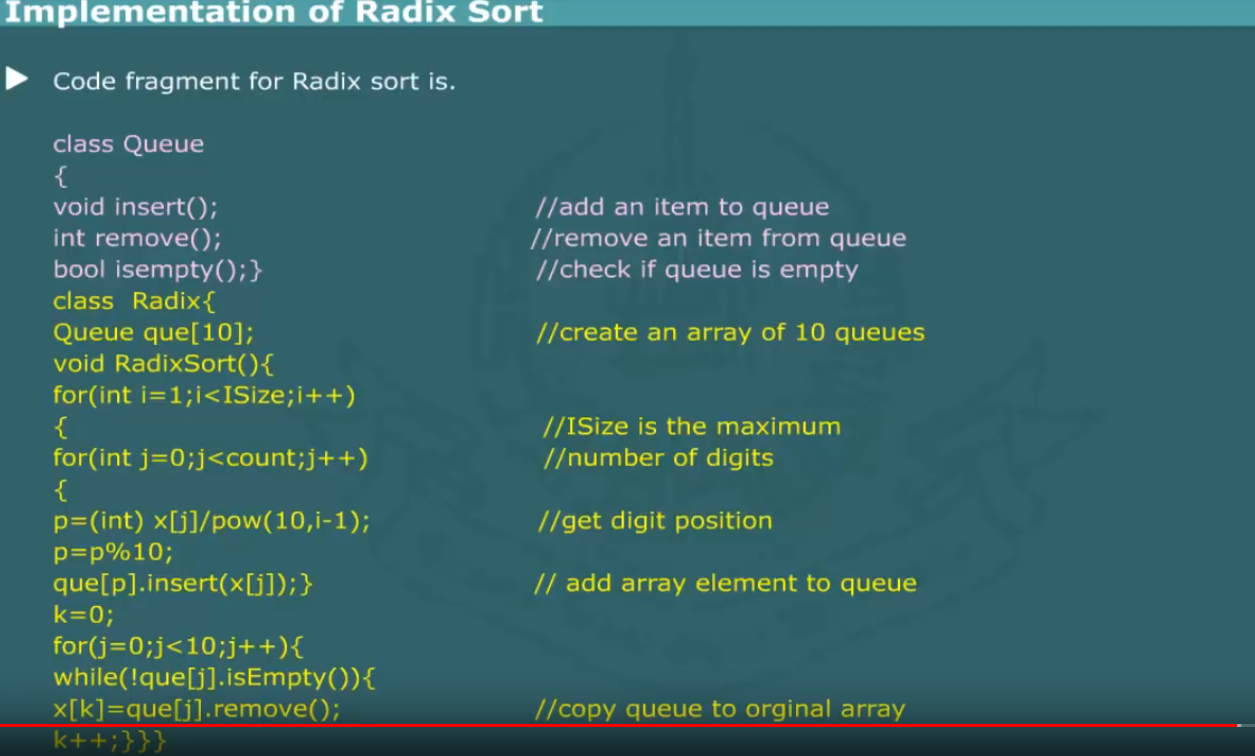 Implementation of Radix Sort
Code fragment for Radix sort is.
class Queue
{
void insert(); //add an item to queue
int remove(); //remove an item from queue
bool isempty();} //check if queue is empty
class Radix{
Queue que[10]; //create an array of 10 queues
void RadixSort(){
for(int i=1;i<ISize;i++)
{ //ISize is the maximum
for(int j=0;j<count;j++) //number of digits
{
p=(int) x[j]/pow(10,i-1); //get digit position
p=p%10;
que[p].insert(x[j]);} // add array element to queue
k=0;
for(j=0;j<10;j++){
while(!que[j].isEmpty()){
x[k]=que[j].remove(); //copy queue to orginal array
k++;}}}